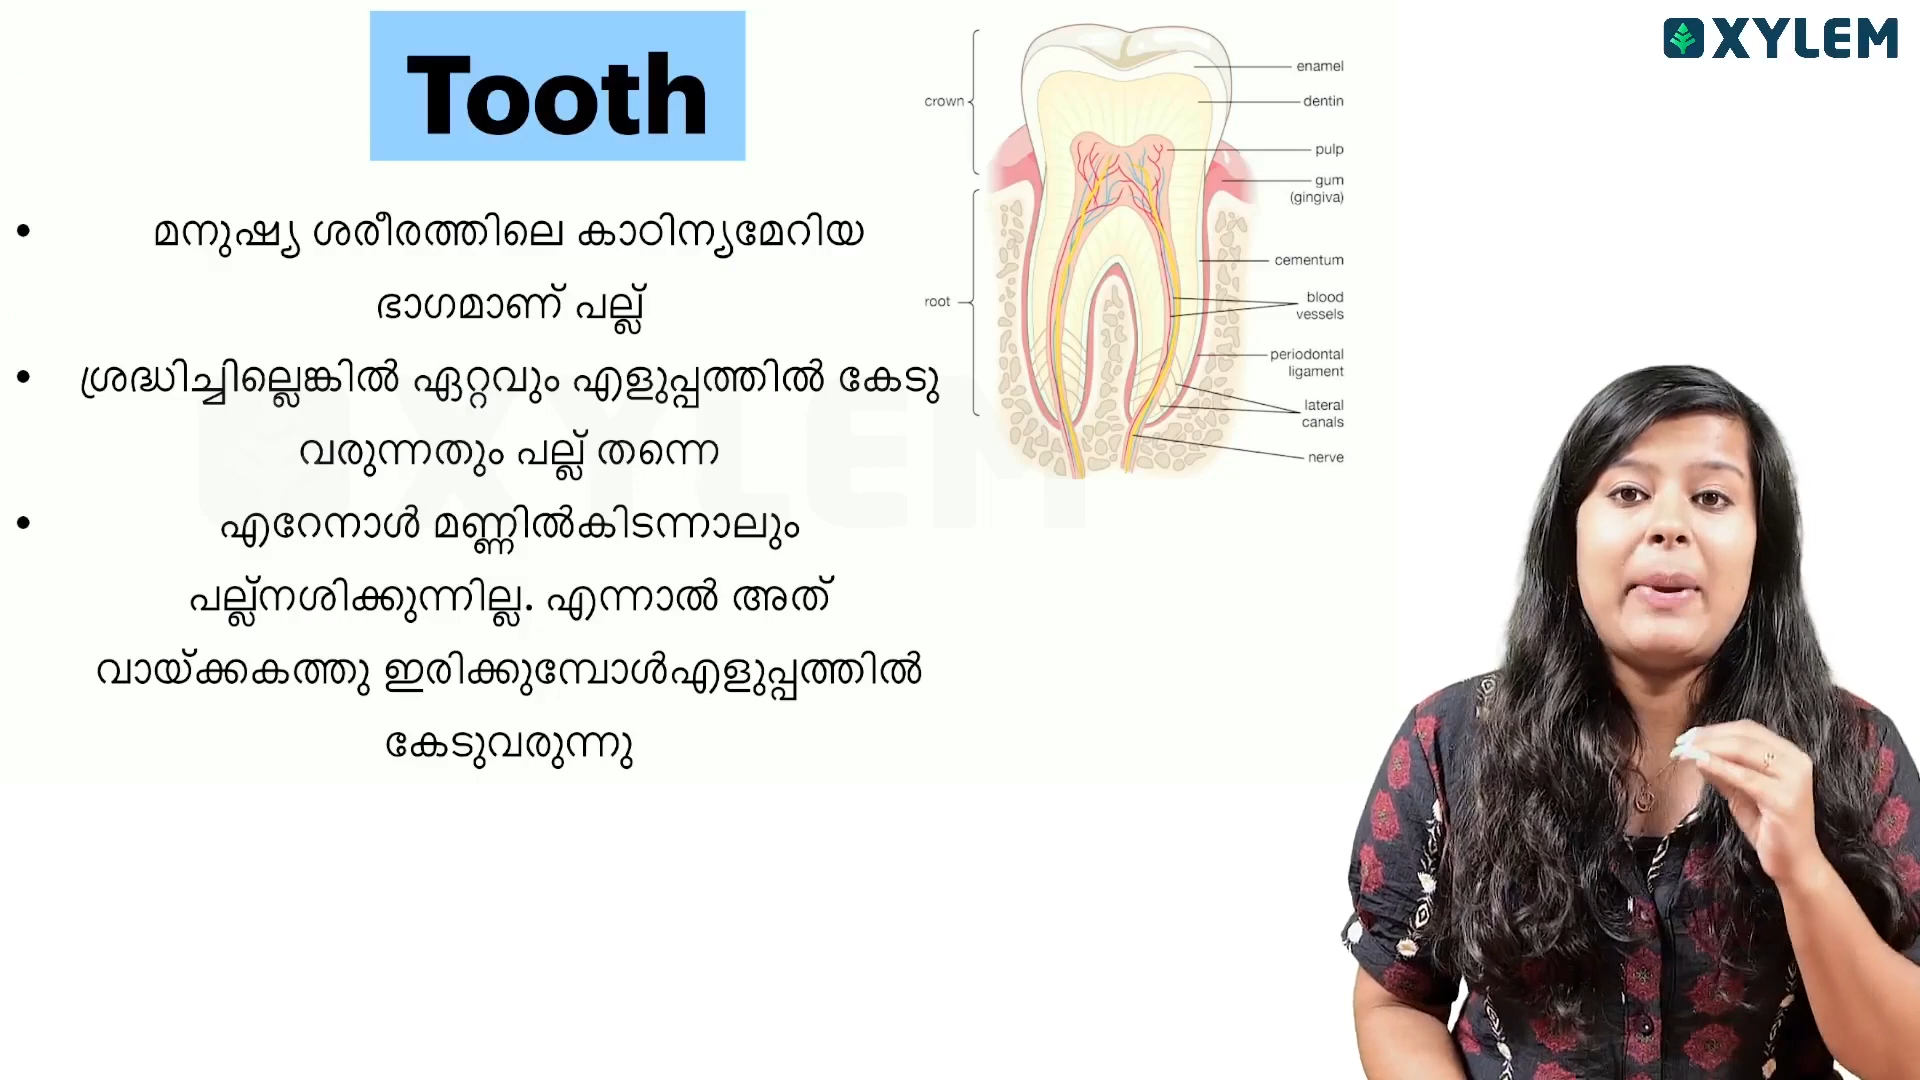 Tooth
XYLEM
• മനുഷ്യ ശരീരത്തിലെ കാഠിന്യമേറിയ
ഭാഗമാണ് പല്ല്
• ശ്രദ്ധിച്ചില്ലെങ്കിൽ ഏറ്റവും എളുപ്പത്തിൽ കേടു
വരുന്നതും പല്ല് തന്നെ
• എറേനാൾ മണ്ണിൽകിടന്നാലും
പല്ല്നശിക്കുന്നില്ല. എന്നാൽ അത്
വായ്ക്കകത്തു ഇരിക്കുമ്പോൾഎളുപ്പത്തിൽ
കേടുവരുന്നു
crown
root
enamel
dentin
pulp
gum
(gingiva)
cementum
blood
vessels
periodontal
ligament
lateral
canals
nerve
XYLEM